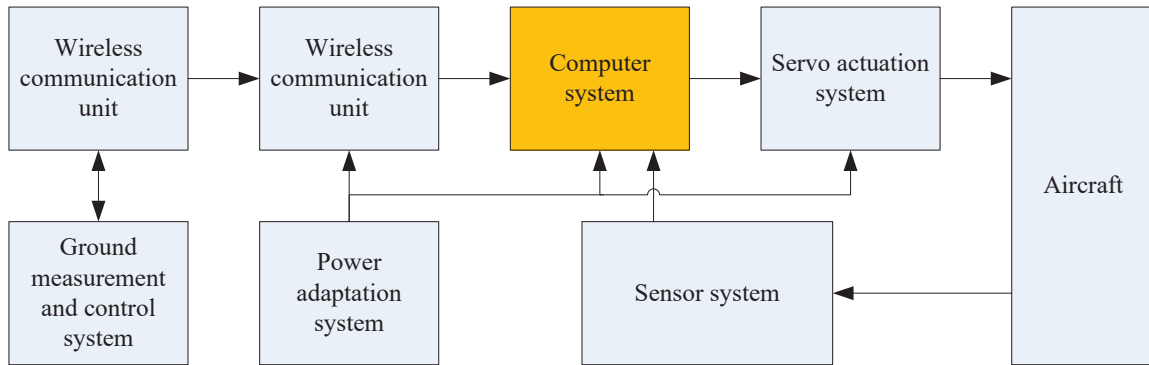 Wireless
communication
unit
Wireless
communication
unit
Computer
system
Servo actuation
system
Aircraft
Ground
measurement
and control
system
Power
adaptation
system
Sensor system